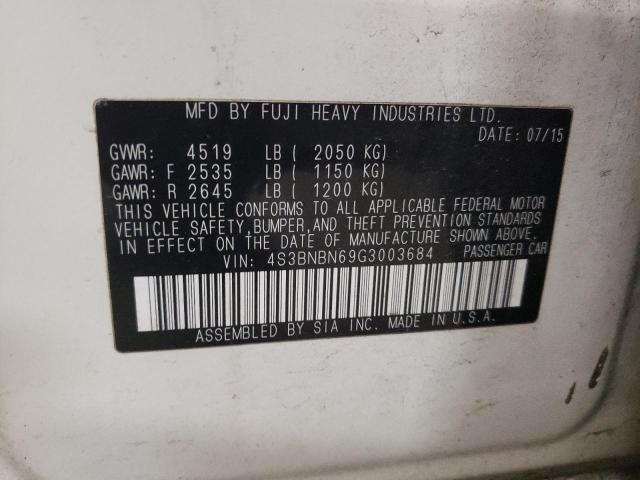 MFD BY FUJI HEAVY INDUSTRIES LTD.
DATE: 07/15
GVWR: 4519 LB ( 2050 KG)
GAWR: F 2535 LB ( 1150 KG)
GAWR: R 2645 LB ( 1200 KG)
THIS VEHICLE CONFORMS TO ALL APPLICABLE FEDERAL MOTOR
VEHICLE SAFETY, BUMPER, AND THEFT PREVENTION STANDARDS
IN EFFECT ON THE DATE OF MANUFACTURE SHOWN ABOVE.
VIN: 4S3BNBN69G3003684 PASSENGER CAR
ASSEMBLED BY SIA INC. MADE IN U.S.A.